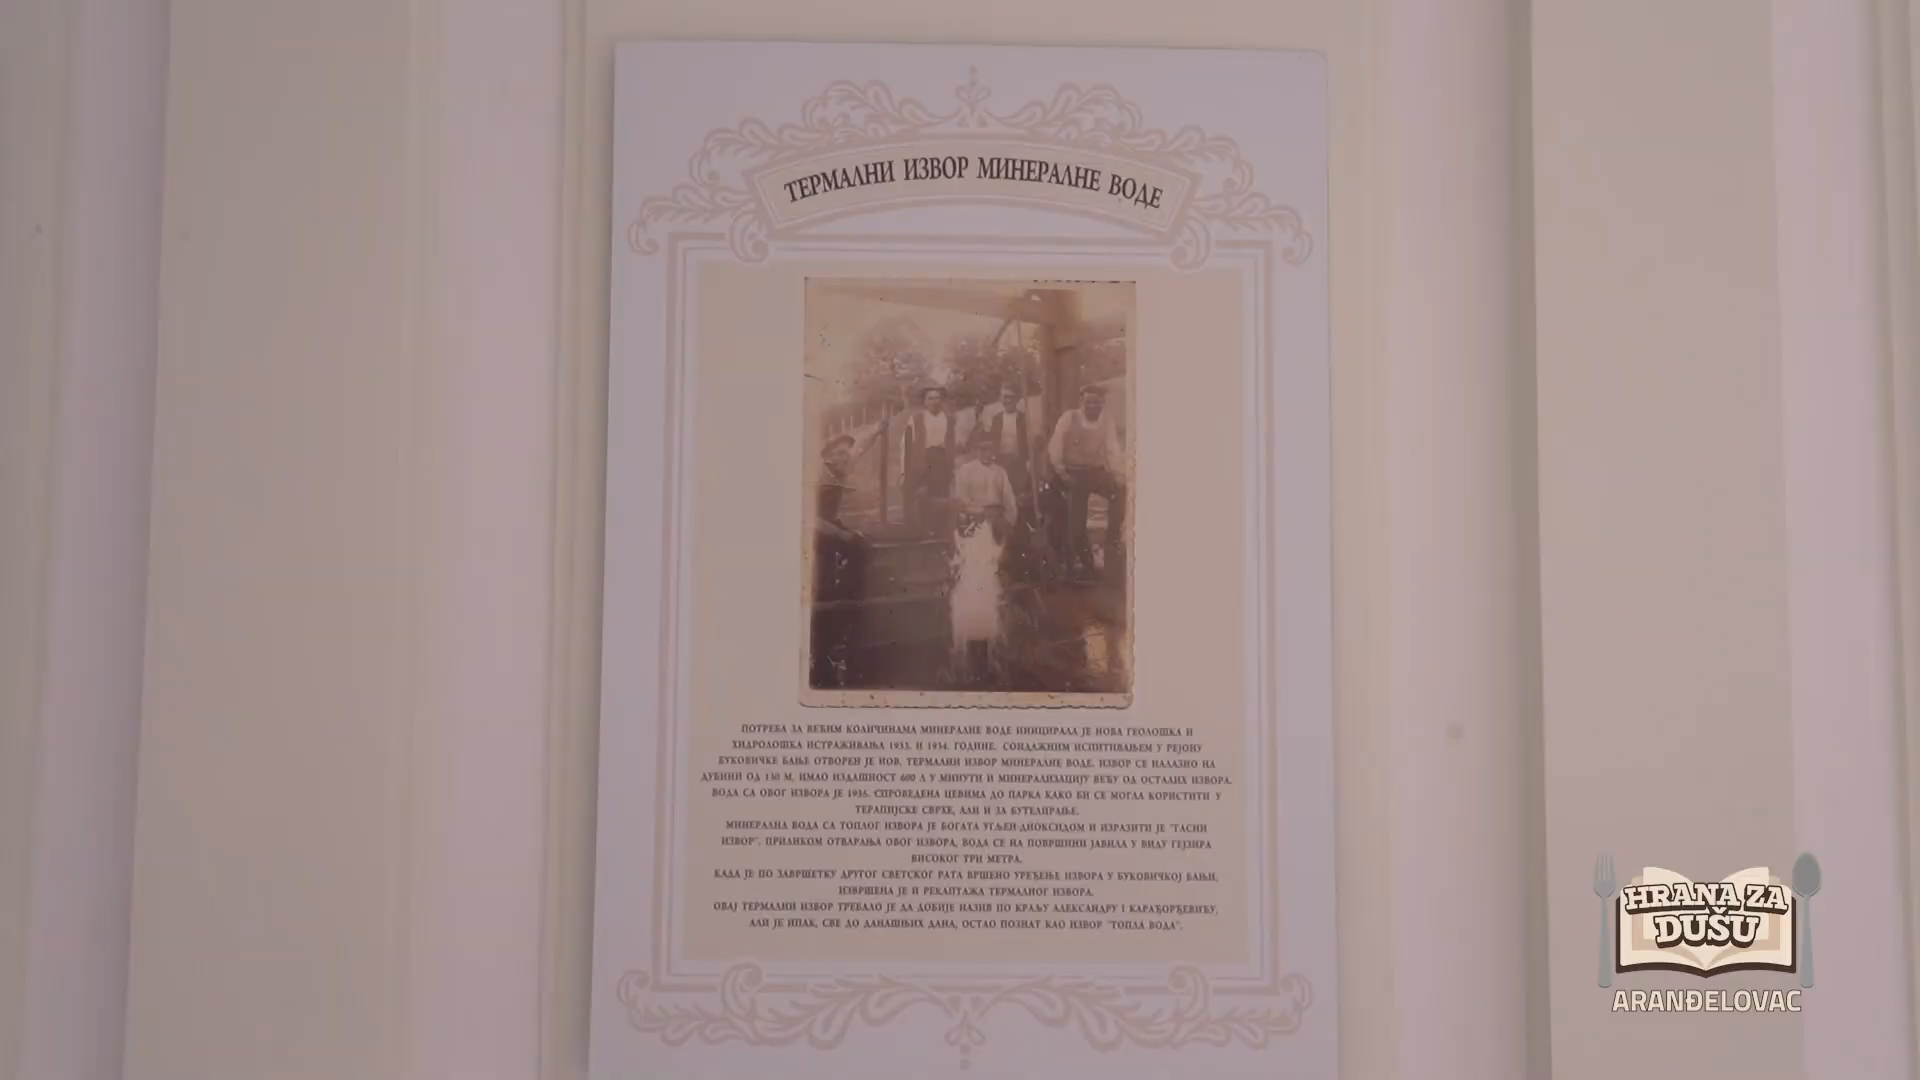 ТЕРМАЛНИ ИЗВОР МИНЕРАЛНЕ ВОДЕ
ПОТРЕБА ЗА ВЕЋИМ КОЛИЧИНАМА МИНЕРАЛНЕ ВОДЕ ИНИЦИРАЛА ЈЕ НОВА ГЕОЛОШКА И
ХИДРОЛОШКА ИСТРАЖИВАЊА 1933. И 1934. ГОДИНЕ. СОНДАЖНИМ ИСПИТИВАЊЕМ У РЕЈОНУ
БУКОВИЧКЕ БАЊЕ ОТВОРЕН ЈЕ НОВ, ТЕРМАЛНИ ИЗВОР МИНЕРАЛНЕ ВОДЕ. ИЗВОР СЕ НАЛАЗИО НА
ДУБИНИ ОД 130 М, ИМАО ИЗДАШНОСТ 600 Л У МИНУТИ И МИНЕРАЛИЗАЦИЈУ ВЕЋУ ОД ОСТАЛИХ ИЗВОРА.
ВОДА СА ОВОГ ИЗВОРА ЈЕ 1935. СПРОВЕДЕНА ЦЕВИМА ДО ПАРКА КАКО БИ СЕ МОГЛА КОРИСТИТИ У
ТЕРАПИЈСКЕ СВРХЕ, АЛИ И ЗА БУТЕЛИРАЊЕ.
МИНЕРАЛНА ВОДА СА ТОПЛОГ ИЗВОРА ЈЕ БОГАТА УГЉЕН-ДИОКСИДОМ И ИЗРАЗИТИ ЈЕ "ГАСНИ
ИЗВОР". ПРИЛИКОМ ОТВАРАЊА ОВОГ ИЗВОРА, ВОДА СЕ НА ПОВРШИНИ ЈАВИЛА У ВИДУ ГЕЈЗИРА
ВИСОКОГ ТРИ МЕТРА.
КАДА ЈЕ ПО ЗАВРШЕТКУ ДРУГОГ СВЕТСКОГ РАТА ВРШЕНО УРЕЂЕЊЕ ИЗВОРА У БУКОВИЧКОЈ БАЊИ,
ИЗВРШЕНА ЈЕ И РЕКАПТАЖА ТЕРМАЛНОГ ИЗВОРА.
ОВАЈ ТЕРМАЛНИ ИЗВОР ТРЕБАЛО ЈЕ ДА ДОБИЈЕ НАЗИВ ПО КРАЉУ АЛЕКСАНДРУ I КАРАЂОРЂЕВИЋУ,
АЛИ ЈЕ ИПАК, СВЕ ДО ДАНАШЊИХ ДАНА, ОСТАО ПОЗНАТ КАО ИЗВОР "ТОПЛА ВОДА".
HRANA ZA
DUŠU
ARANĐELOVAC